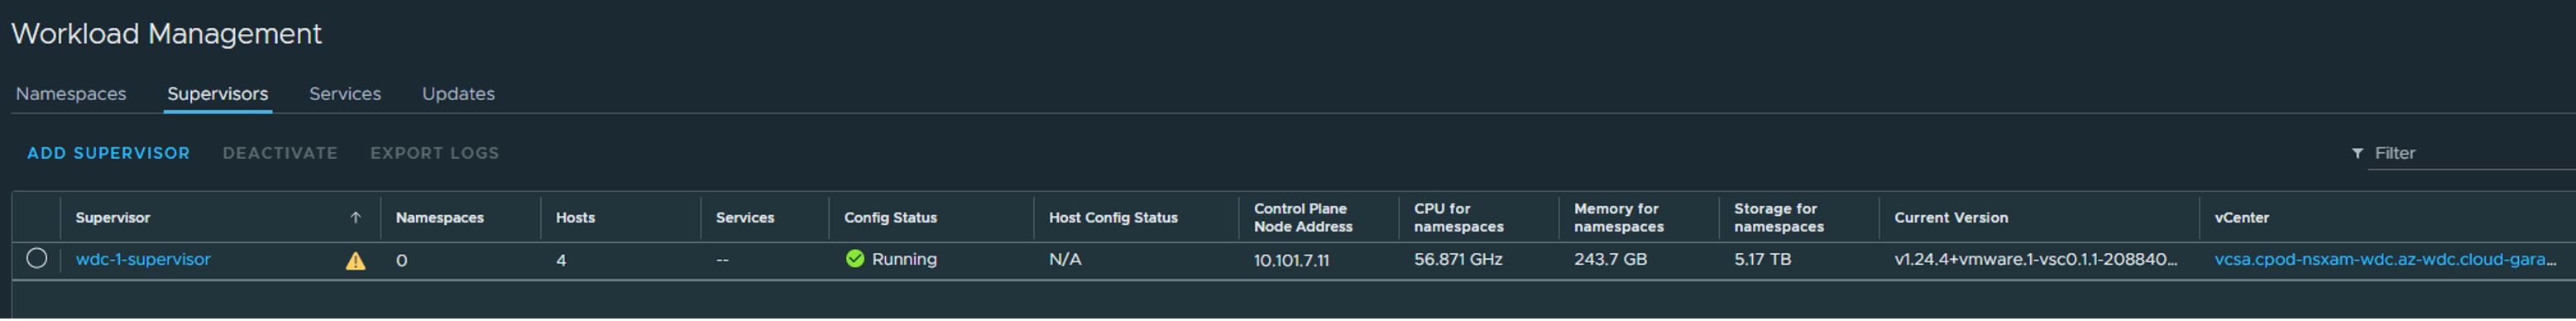 Workload Management
Namespaces Supervisors Services Updates
ADD SUPERVISOR DEACTIVATE EXPORT LOGS Filter
Supervisor Namespaces Hosts Services Config Status Host Config Status Control Plane Node Address CPU for namespaces Memory for namespaces Storage for namespaces Current Version vCenter
wdc-1-supervisor 0 4 -- Running N/A 10.101.7.11 56.871 GHz 243.7 GB 5.17 TB v1.24.4+vmware.1-vsc0.1.1-208840... vcsa.cpod-nsxam-wdc.az-wdc.cloud-gara...